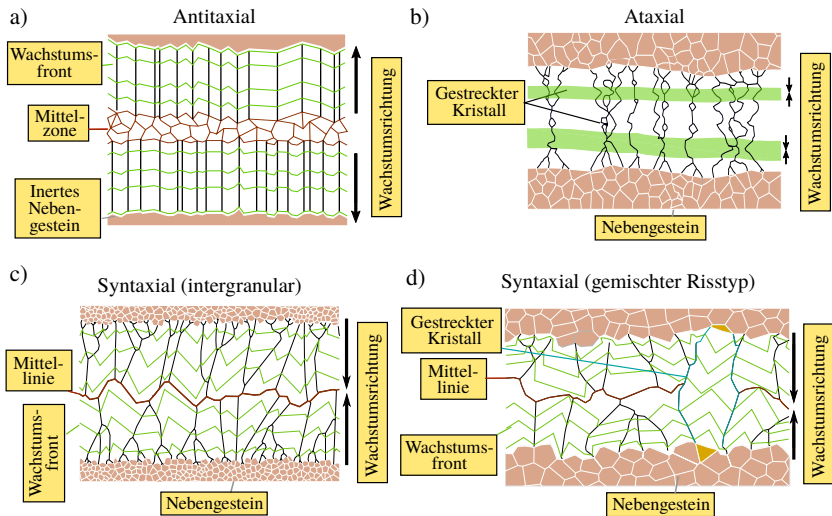 a)
Antitaxial
Wachstums-
front
Mittel-
zone
Inertes
Neben-
gestein
Wachstumsrichtung
b)
Ataxial
Gestreckter
Kristall
Nebengestein
Wachstumsrichtung
c)
Syntaxial (intergranular)
Mittel-
linie
Wachstums-
front
Nebengestein
Wachstumsrichtung
d)
Syntaxial (gemischter Risstyp)
Gestreckter
Kristall
Mittel-
linie
Wachstums-
front
Nebengestein
Wachstumsrichtung